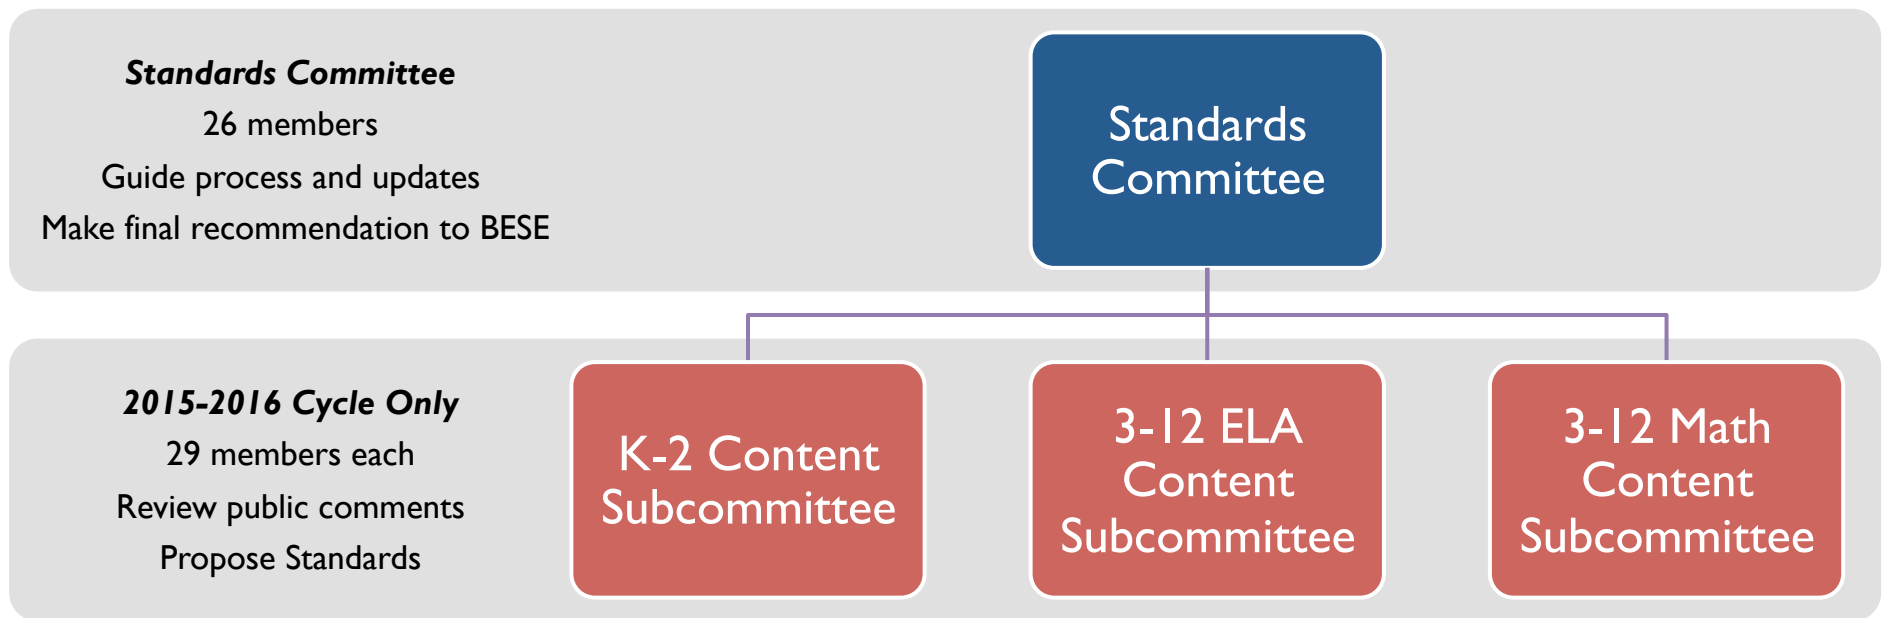 Standards Committee
26 members
Guide process and updates
Make final recommendation to BESE
Standards
Committee
2015-2016 Cycle Only
29 members each
Review public comments
Propose Standards
K-2 Content
Subcommittee
3-12 ELA
Content
Subcommittee
3-12 Math
Content
Subcommittee